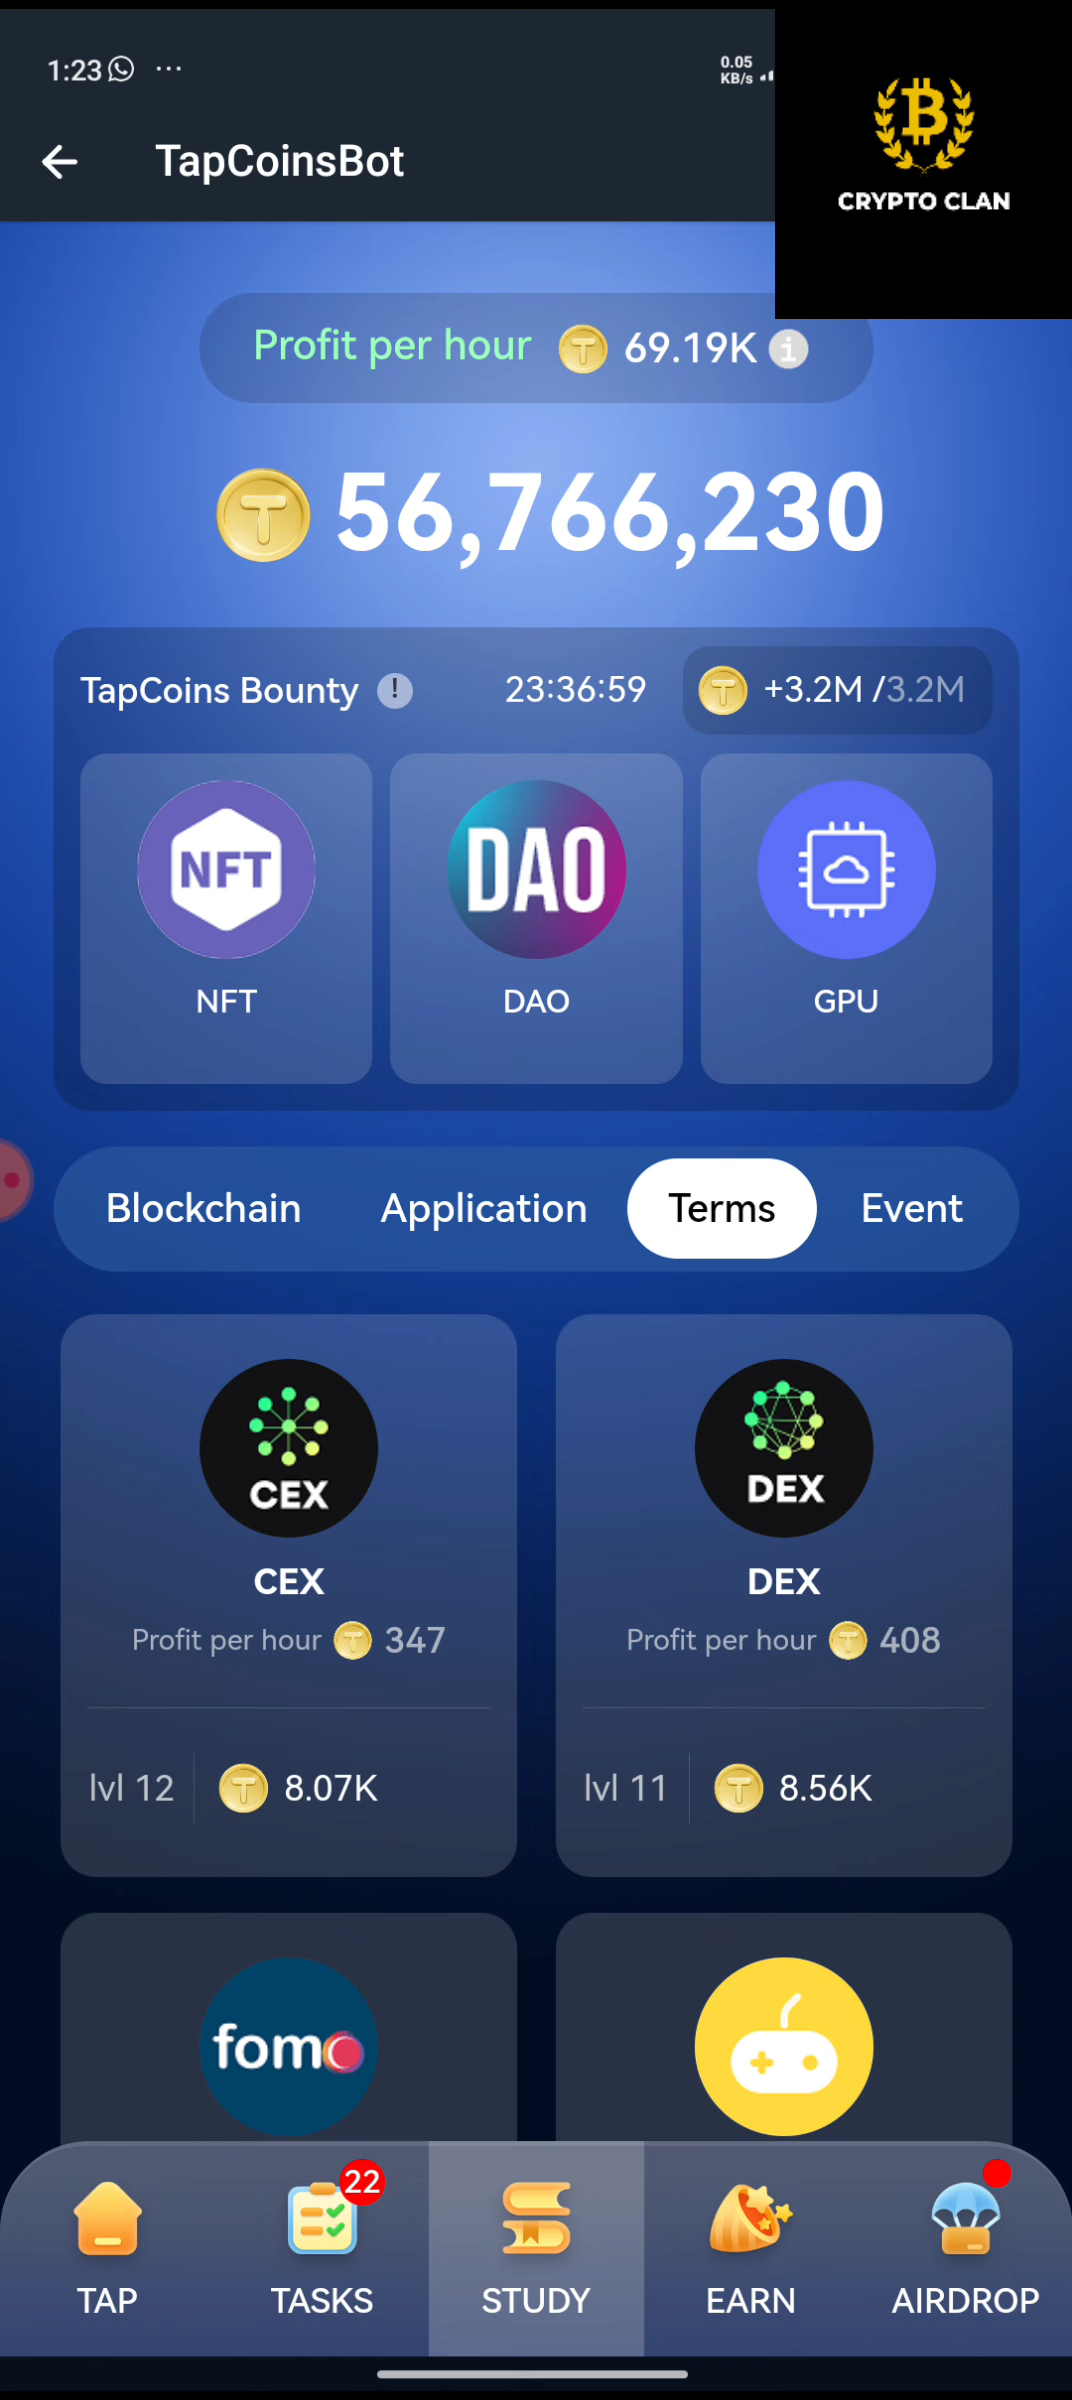 1:23 ...
0.05
KB/s
TapCoinsBot
CRYPTO CLAN
Profit per hour 69.19K i
56,766,230
TapCoins Bounty ! 23:36:59 +3.2M /3.2M
NFT DAO
NFT DAO GPU
Blockchain Application Terms Event
CEX DEX
CEX DEX
Profit per hour 347 Profit per hour 408
lvl 12 8.07K lvl 11 8.56K
fomo
22
TAP TASKS STUDY EARN AIRDROP